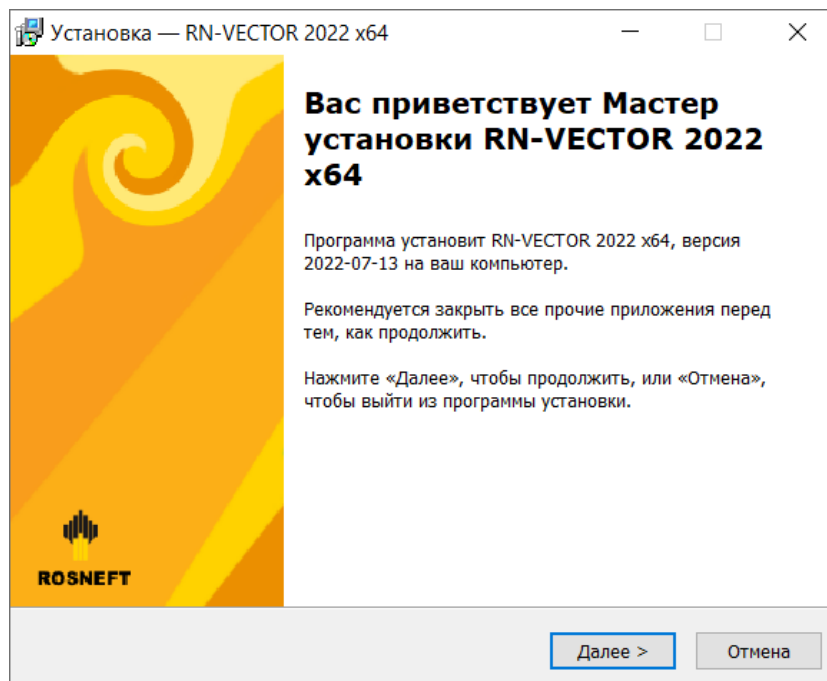 Установка — RN-VECTOR 2022 x64
Вас приветствует Мастер
установки RN-VECTOR 2022
x64
Программа установит RN-VECTOR 2022 x64, версия
2022-07-13 на ваш компьютер.
Рекомендуется закрыть все прочие приложения перед
тем, как продолжить.
Нажмите «Далее», чтобы продолжить, или «Отмена»,
чтобы выйти из программы установки.
ROSNEFT
Далее >
Отмена